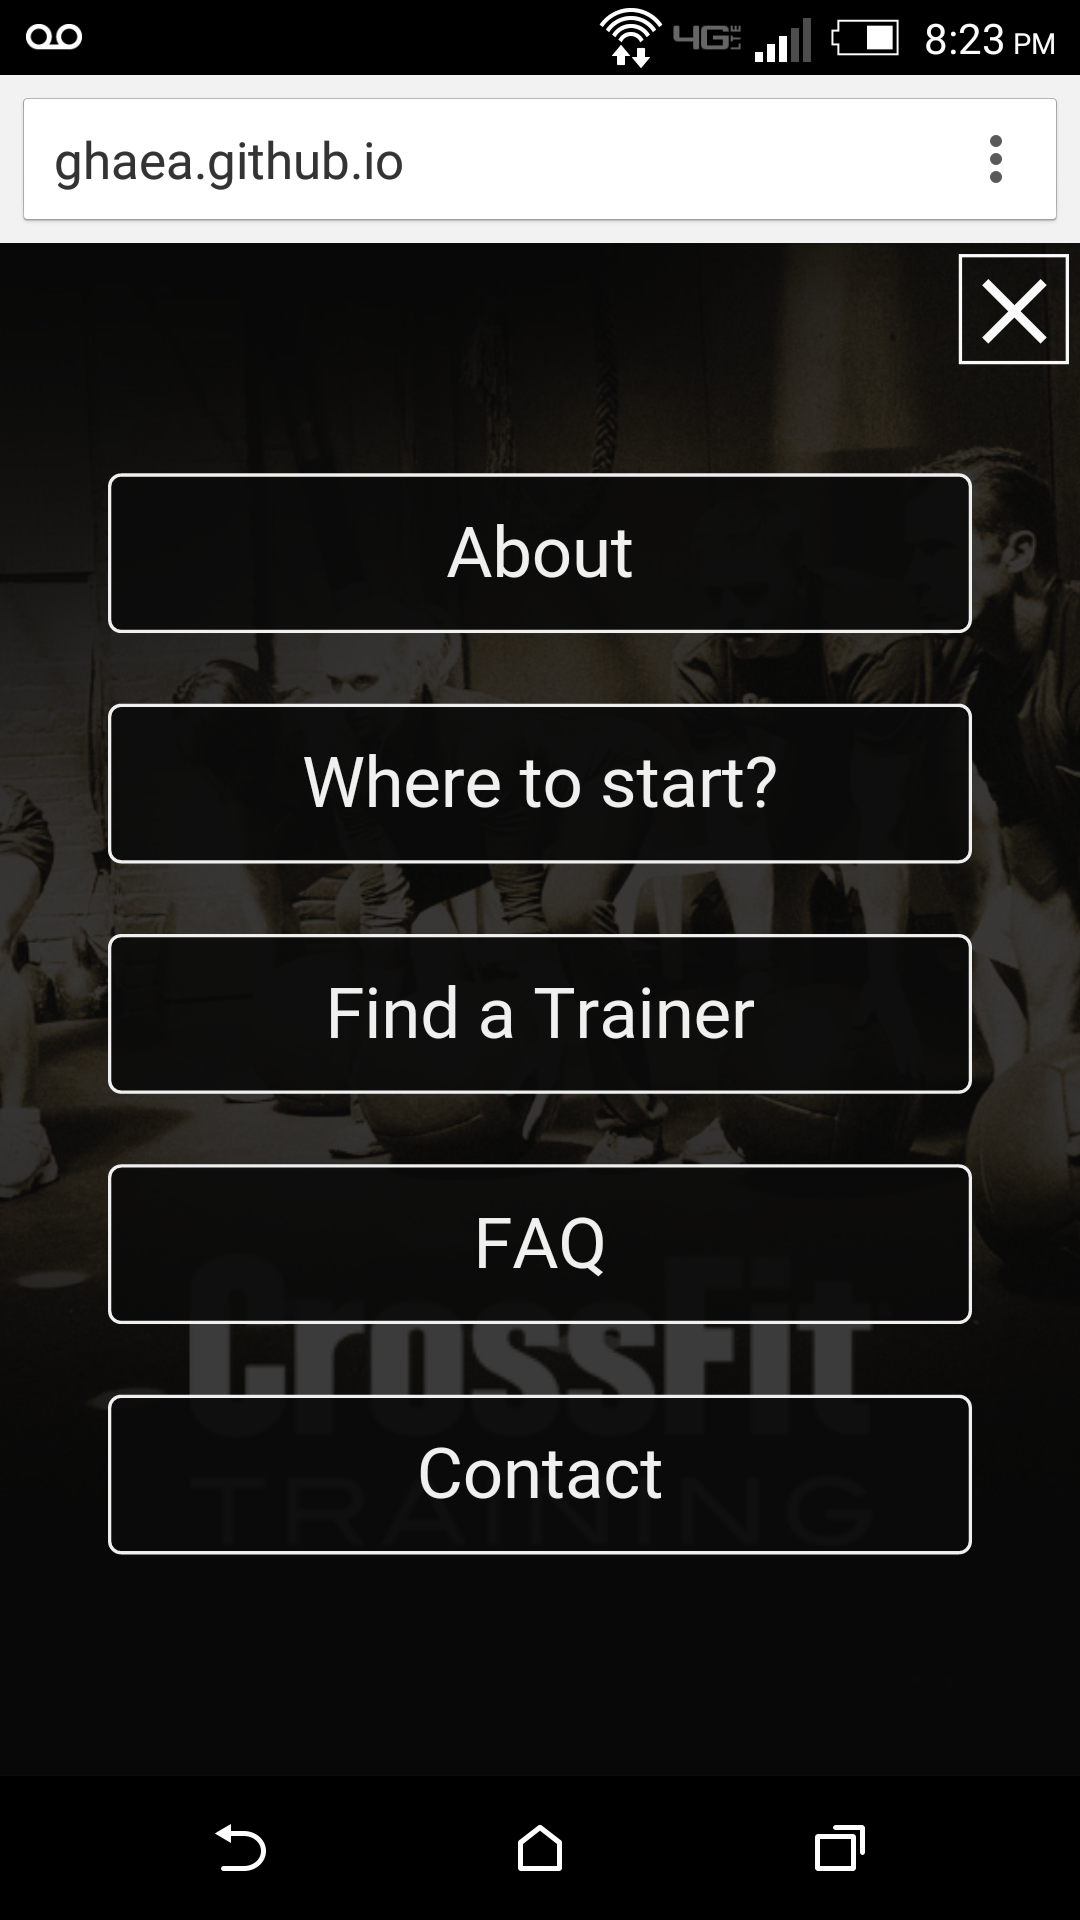 4G LTE 8:23 PM
ghaea.github.io
About
Where to start?
Find a Trainer
FAQ
CrossFit
Contact
TRAINING